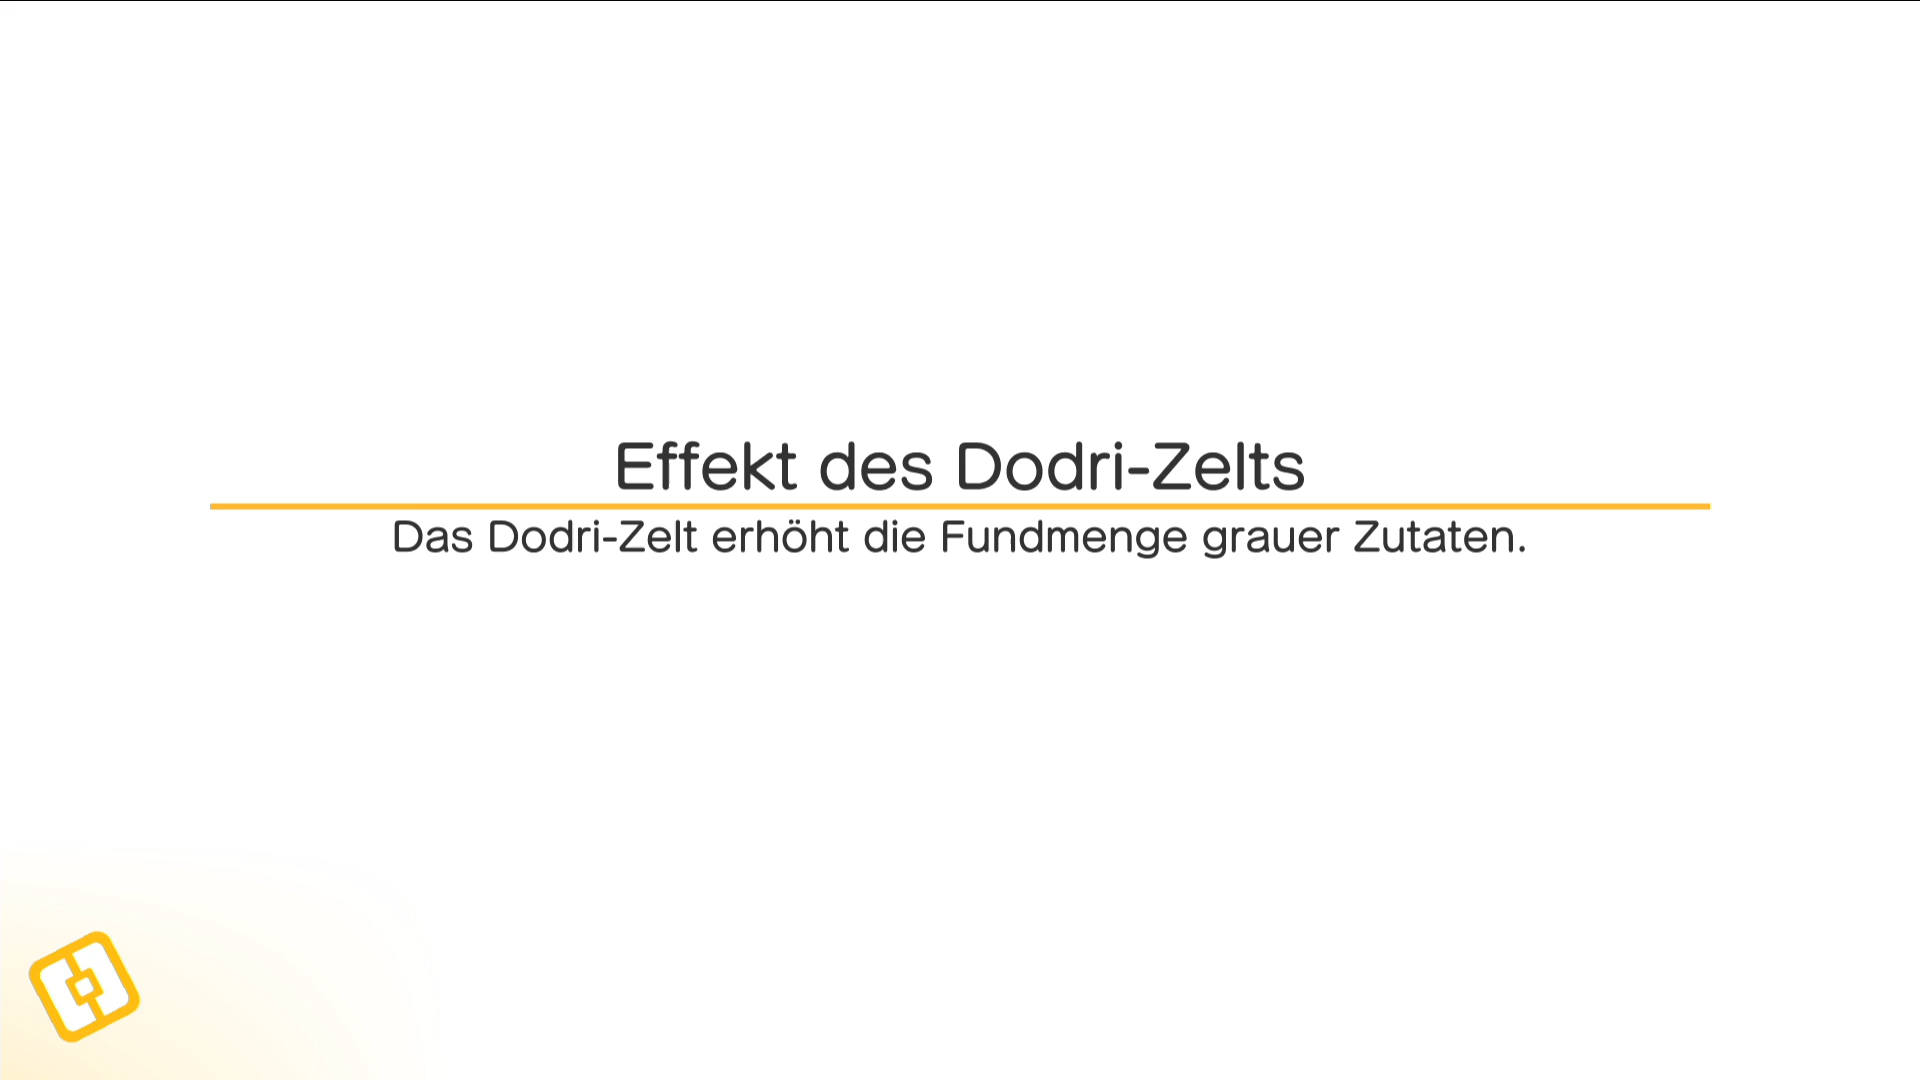 Effekt des Dodri-Zelts
Das Dodri-Zelt erhöht die Fundmenge grauer Zutaten.